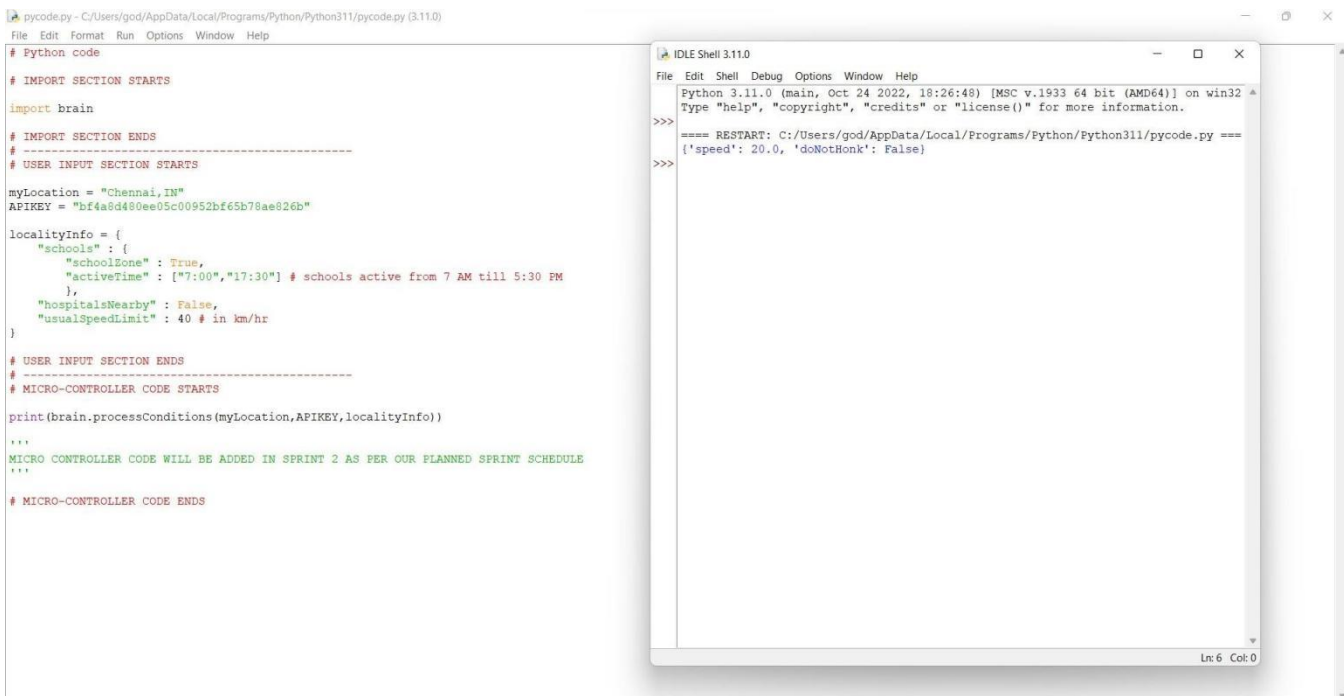 pycode.py - C:/Users/god/AppData/Local/Programs/Python/Python311/pycode.py (3.11.0)
File Edit Format Run Options Window Help
# Python code

# IMPORT SECTION STARTS

import brain

# IMPORT SECTION ENDS
# -----------------------------------------------
# USER INPUT SECTION STARTS

myLocation = "Chennai,IN"
APIKEY = "bf4a8d480ee05c00952bf65b78ae826b"

localityInfo = {
    "schools" : {
        "schoolZone" : True,
        "activeTime" : ["7:00","17:30"] # schools active from 7 AM till 5:30 PM
        },
    "hospitalsNearby" : False,
    "usualSpeedLimit" : 40 # in km/hr
}

# USER INPUT SECTION ENDS
# -----------------------------------------------
# MICRO-CONTROLLER CODE STARTS

print(brain.processConditions(myLocation,APIKEY,localityInfo))

'''
MICRO CONTROLLER CODE WILL BE ADDED IN SPRINT 2 AS PER OUR PLANNED SPRINT SCHEDULE
'''

# MICRO-CONTROLLER CODE ENDS

IDLE Shell 3.11.0
File Edit Shell Debug Options Window Help
Python 3.11.0 (main, Oct 24 2022, 18:26:48) [MSC v.1933 64 bit (AMD64)] on win32
Type "help", "copyright", "credits" or "license()" for more information.
>>>
==== RESTART: C:/Users/god/AppData/Local/Programs/Python/Python311/pycode.py ===
{'speed': 20.0, 'doNotHonk': False}
>>>
Ln: 6 Col: 0